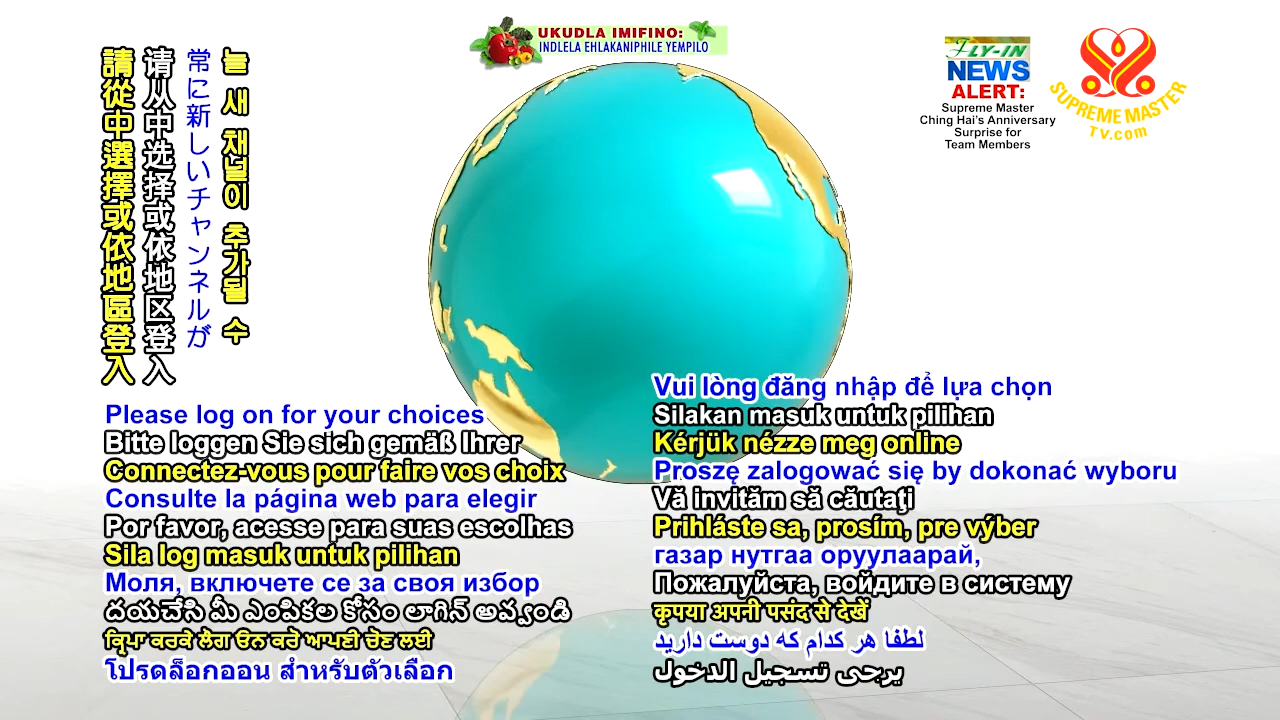 UKUDLA IMIFINO:
INDLELA EHLAKANIPHILE YEMPILO
FLY-IN
NEWS
ALERT:
Supreme Master
Ching Hai's Anniversary
Surprise for
Team Members
SUPREME MASTER
TV.com
請從中選擇或依地區登入
请从中选择或依地区登入
常に新しいチャンネルが
늘 새 채널이 추가될 수
Please log on for your choices
Bitte loggen Sie sich gemäß Ihrer
Connectez-vous pour faire vos choix
Consulte la página web para elegir
Por favor, acesse para suas escolhas
Sila log masuk untuk pilihan
Моля, включете се за своя избор
దయచేసి మీ ఎంపికల కోసం లాగిన్ అవ్వండి
ਕ੍ਰਿਪਾ ਕਰਕੇ ਲੌਗ ਓਨ ਕਰੋ ਆਪਣੀ ਚੋਣ ਲਈ
โปรดล็อกออน สำหรับตัวเลือก
Vui lòng đăng nhập để lựa chọn
Silakan masuk untuk pilihan
Kérjük nézze meg online
Proszę zalogować się by dokonać wyboru
Vă invităm să căutaţi
Prihláste sa, prosím, pre výber
газар нутгаа оруулаарай,
Пожалуйста, войдите в систему
कृपया अपनी पसंद से देखें
لطفا هر کدام که دوست دارید
يرجى تسجيل الدخول